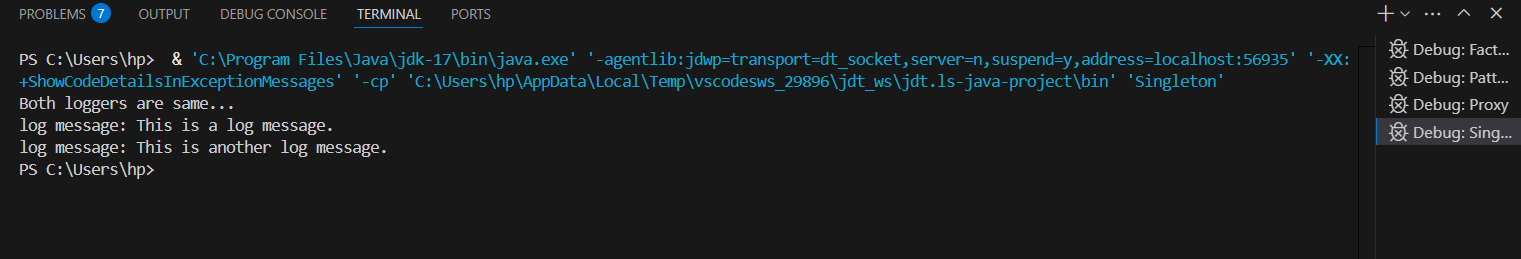 PROBLEMS 7 OUTPUT DEBUG CONSOLE TERMINAL PORTS
PS C:\Users\hp>  & 'C:\Program Files\Java\jdk-17\bin\java.exe' '-agentlib:jdwp=transport=dt_socket,server=n,suspend=y,address=localhost:56935' '-XX:
+ShowCodeDetailsInExceptionMessages' '-cp' 'C:\Users\hp\AppData\Local\Temp\vscodesws_29896\jdt_ws\jdt.ls-java-project\bin' 'Singleton'
Both loggers are same...
log message: This is a log message.
log message: This is another log message.
PS C:\Users\hp>
Debug: Fact...
Debug: Patt...
Debug: Proxy
Debug: Sing...